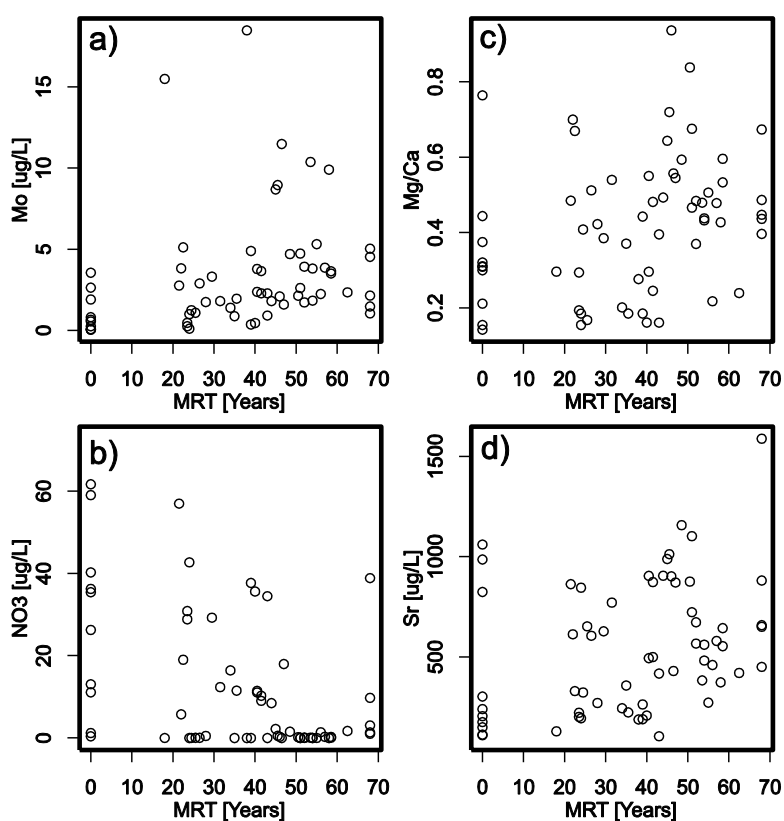 a)
Mo [ug/L]
15
10
5
0
0 10 20 30 40 50 60 70
MRT [Years]
c)
Mg/Ca
0.8
0.6
0.4
0.2
0 10 20 30 40 50 60 70
MRT [Years]
b)
NO3 [ug/L]
60
40
20
0
0 10 20 30 40 50 60 70
MRT [Years]
d)
Sr [ug/L]
1500
1000
500
0 10 20 30 40 50 60 70
MRT [Years]